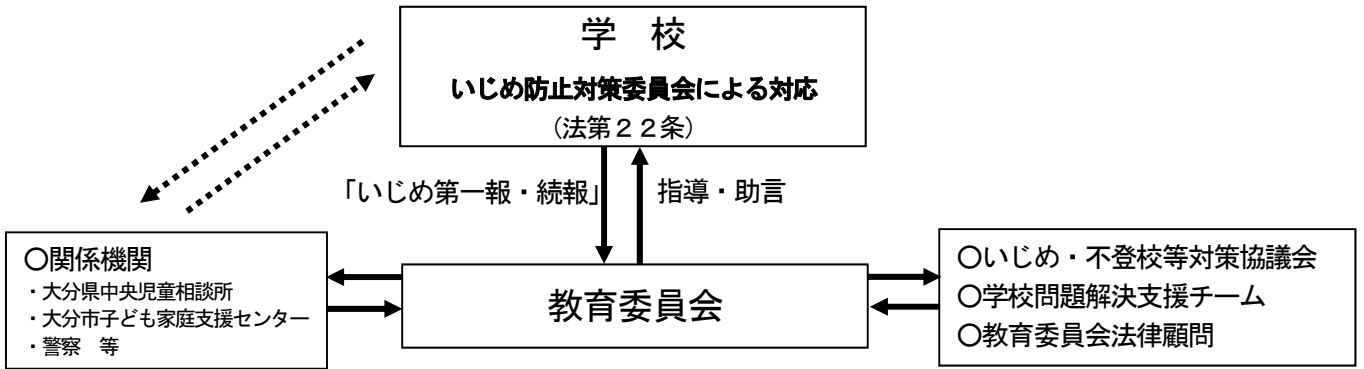 学　校
いじめ防止対策委員会による対応
（法第２２条）
「いじめ第一報・続報」
指導・助言
〇関係機関
・大分県中央児童相談所
・大分市子ども家庭支援センター
・警察　等
教育委員会
〇いじめ・不登校等対策協議会
〇学校問題解決支援チーム
〇教育委員会法律顧問